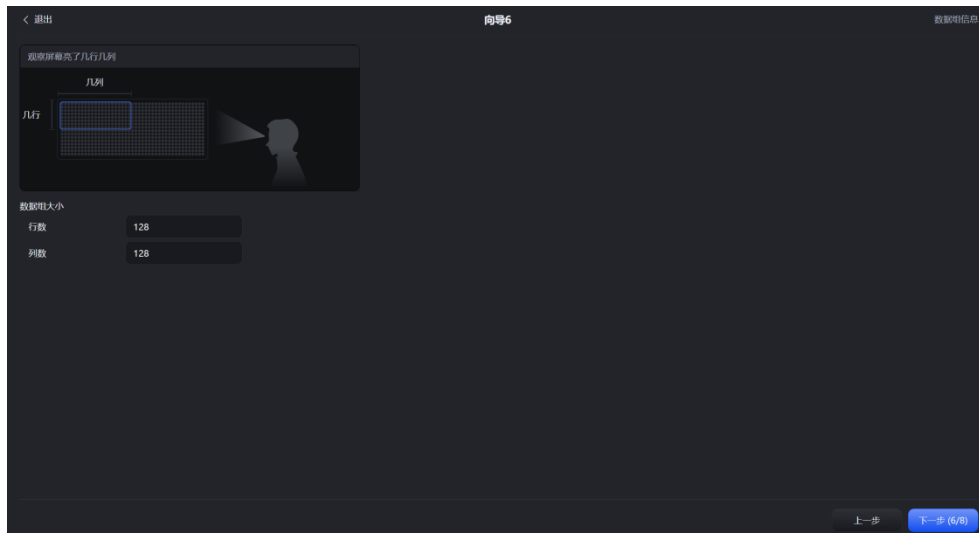 退出
向导6
数据组信息
观察屏幕亮了几行几列
几列
几行
数据组大小
行数
128
列数
128
上一步
下一步 (6/8)